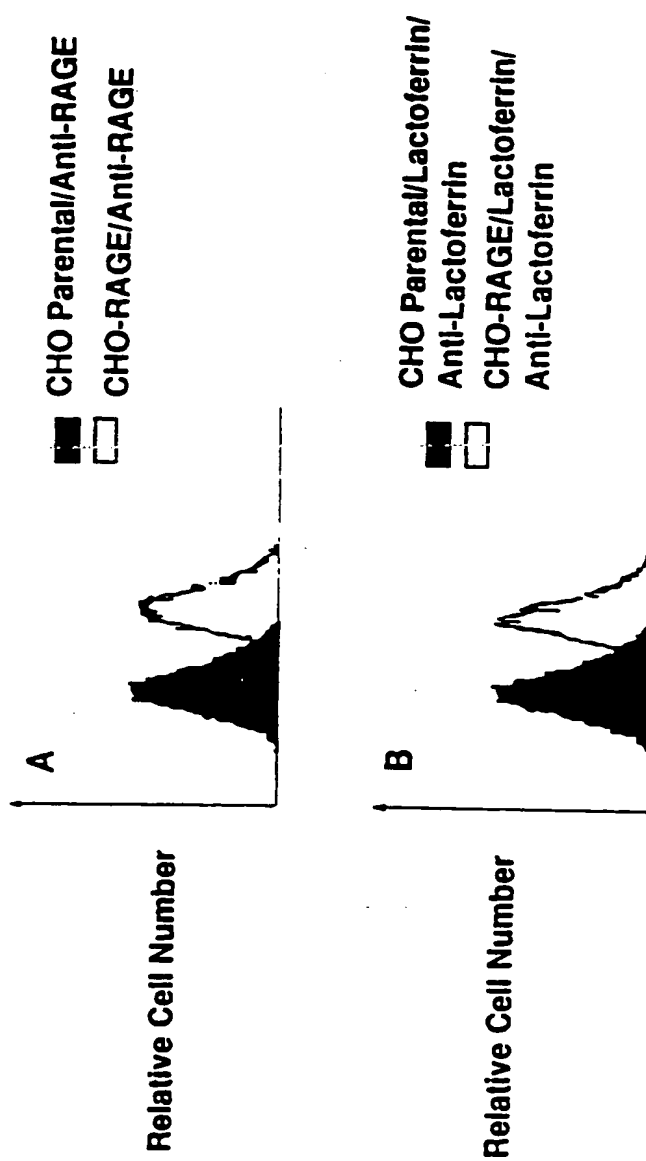 A
Relative Cell Number
CHO Parental/Anti-RAGE
CHO-RAGE/Anti-RAGE
B
Relative Cell Number
CHO Parental/Lactoferrin/
Anti-Lactoferrin
CHO-RAGE/Lactoferrin/
Anti-Lactoferrin